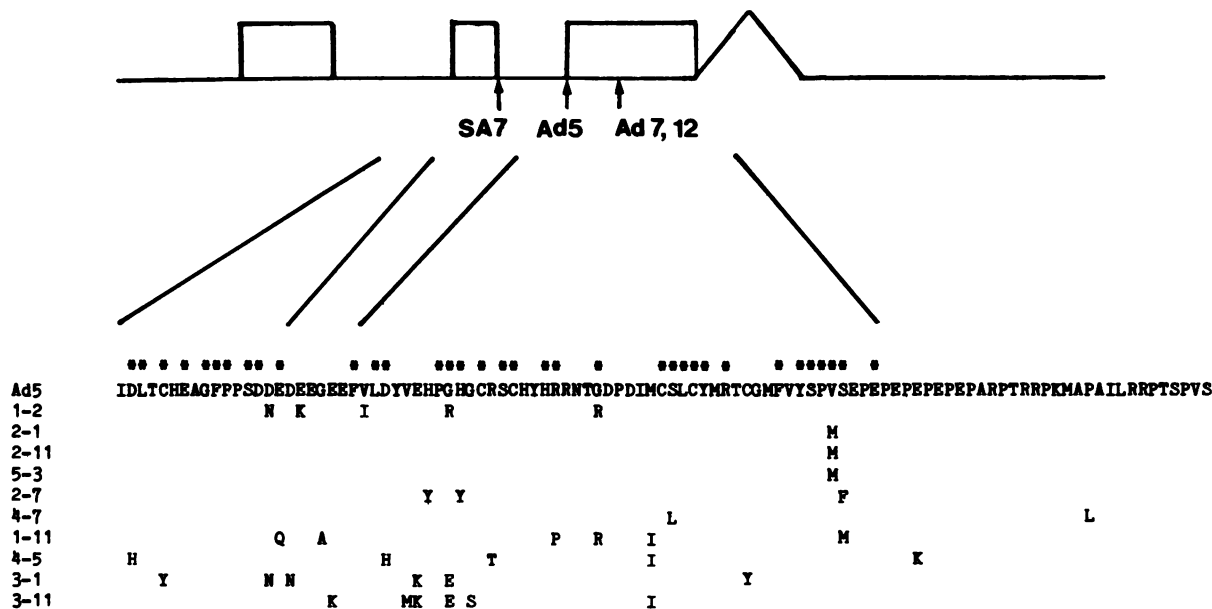 SA7 Ad5 Ad 7, 12
** * * *** ** * * ** *** * ** ** * ***** * * ***** *
Ad5 IDLTCHEAGFPPSDDEDEEGEEFVLDYVEHPGHGCRSCHYHRRNTGDPDIMCSLCYMRTCGMFVYSPVSEPEPEPEPEPEPARPTRRPKMAPAILRRPTSPVS
1-2 N K I R R
2-1 M
2-11 M
5-3 M
2-7 Y Y F
4-7 L L
1-11 Q A P R I M
4-5 H H T I K
3-1 Y N N K E Y
3-11 K MK E S I